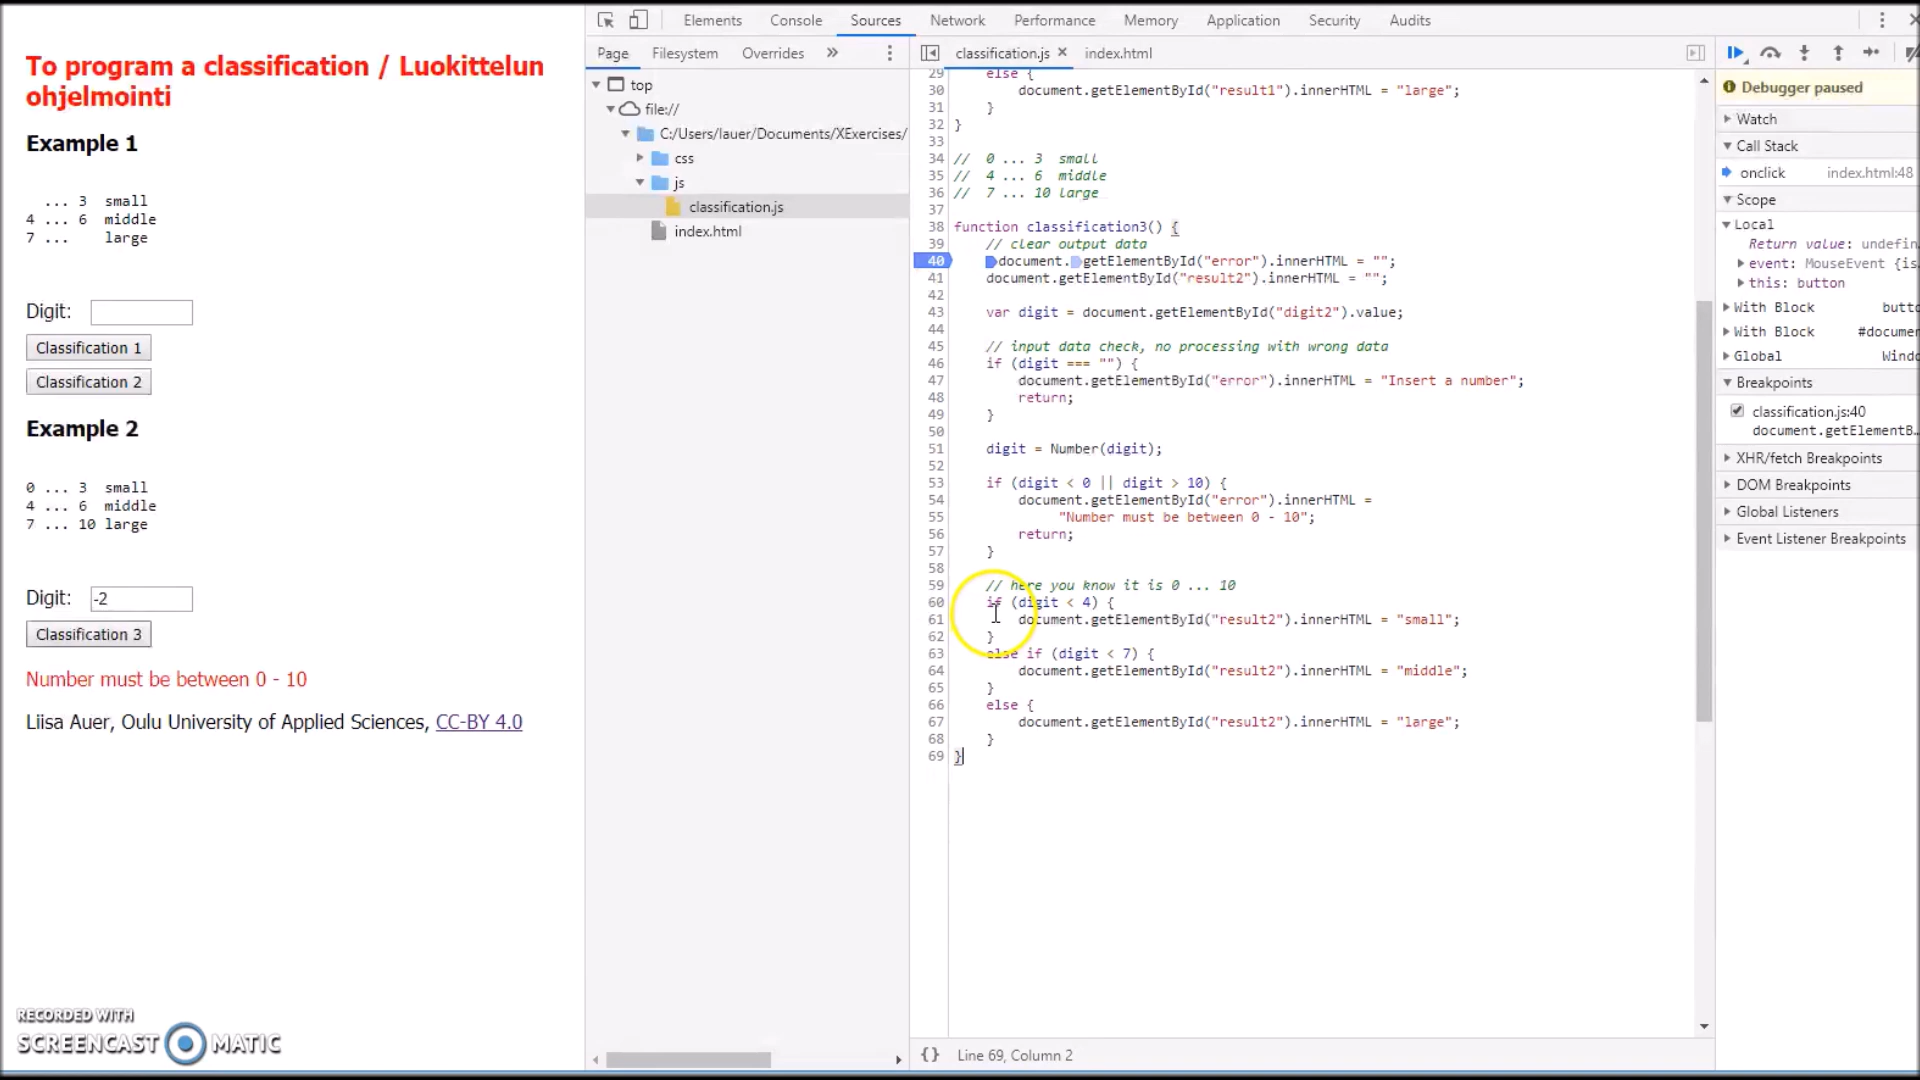 To program a classification / Luokittelun
ohjelmointi
Example 1
... 3 small
4 ... 6 middle
7 ... large
Digit:
Classification 1
Classification 2
Example 2
0 ... 3 small
4 ... 6 middle
7 ... 10 large
Digit: -2
Classification 3
Number must be between 0 - 10
Liisa Auer, Oulu University of Applied Sciences, CC-BY 4.0
RECORDED WITH
SCREENCAST MATIC
Elements Console Sources Network Performance Memory Application Security Audits
Page Filesystem Overrides »
top
file://
C:/Users/lauer/Documents/XExercises/
css
js
classification.js
index.html
classification.js × index.html
29 else {
30 document.getElementById("result1").innerHTML = "large";
31 }
32 }
33
34 // 0 ... 3 small
35 // 4 ... 6 middle
36 // 7 ... 10 large
37
38 function classification3() {
39 // clear output data
40 document.getElementById("error").innerHTML = "";
41 document.getElementById("result2").innerHTML = "";
42
43 var digit = document.getElementById("digit2").value;
44
45 // input data check, no processing with wrong data
46 if (digit === "") {
47 document.getElementById("error").innerHTML = "Insert a number";
48 return;
49 }
50
51 digit = Number(digit);
52
53 if (digit < 0 || digit > 10) {
54 document.getElementById("error").innerHTML =
55 "Number must be between 0 - 10";
56 return;
57 }
58
59 // here you know it is 0 ... 10
60 if (digit < 4) {
61 document.getElementById("result2").innerHTML = "small";
62 }
63 else if (digit < 7) {
64 document.getElementById("result2").innerHTML = "middle";
65 }
66 else {
67 document.getElementById("result2").innerHTML = "large";
68 }
69 }
{} Line 69, Column 2
Debugger paused
Watch
Call Stack
onclick index.html:48
Scope
Local
Return value: undefin
event: MouseEvent {is
this: button
With Block butto
With Block #documen
Global Windo
Breakpoints
classification.js:40
document.getElementB…
XHR/fetch Breakpoints
DOM Breakpoints
Global Listeners
Event Listener Breakpoints